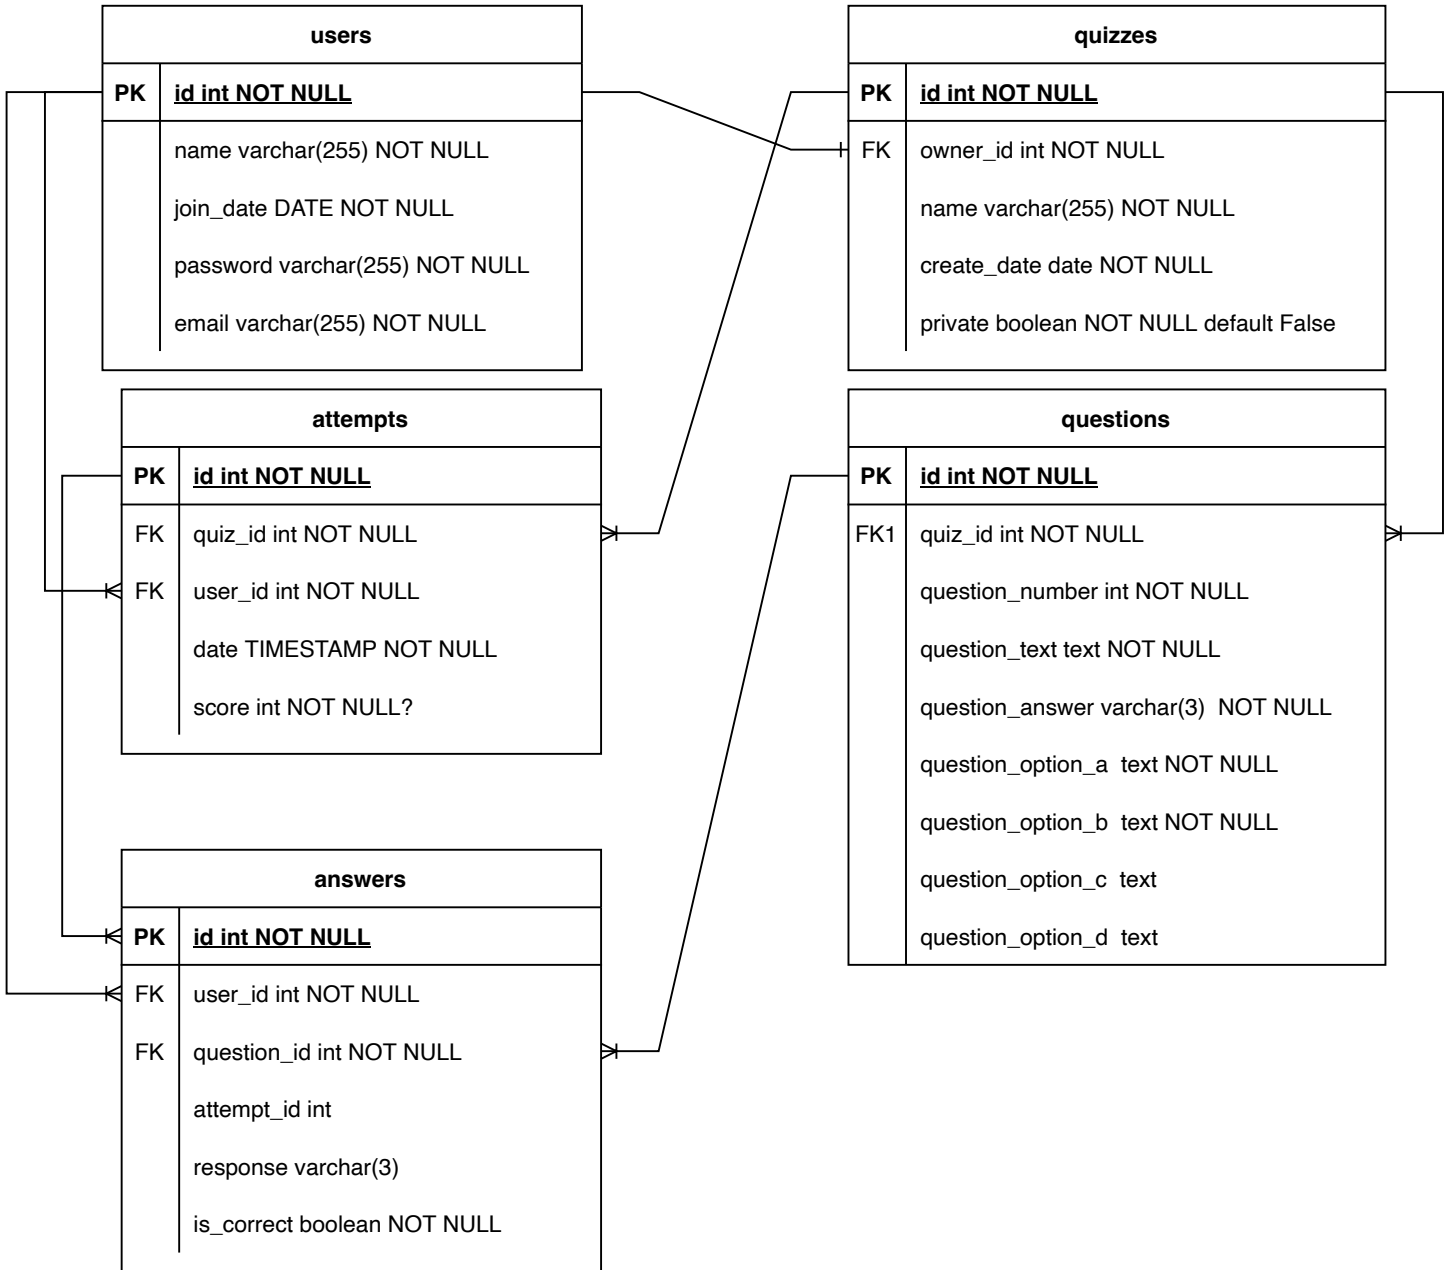 users
PK id int NOT NULL
name varchar(255) NOT NULL
join_date DATE NOT NULL
password varchar(255) NOT NULL
email varchar(255) NOT NULL
quizzes
PK id int NOT NULL
FK owner_id int NOT NULL
name varchar(255) NOT NULL
create_date date NOT NULL
private boolean NOT NULL default False
attempts
PK id int NOT NULL
FK quiz_id int NOT NULL
FK user_id int NOT NULL
date TIMESTAMP NOT NULL
score int NOT NULL?
questions
PK id int NOT NULL
FK1 quiz_id int NOT NULL
question_number int NOT NULL
question_text text NOT NULL
question_answer varchar(3)  NOT NULL
question_option_a  text NOT NULL
question_option_b  text NOT NULL
question_option_c  text
question_option_d  text
answers
PK id int NOT NULL
FK user_id int NOT NULL
FK question_id int NOT NULL
attempt_id int
response varchar(3)
is_correct boolean NOT NULL